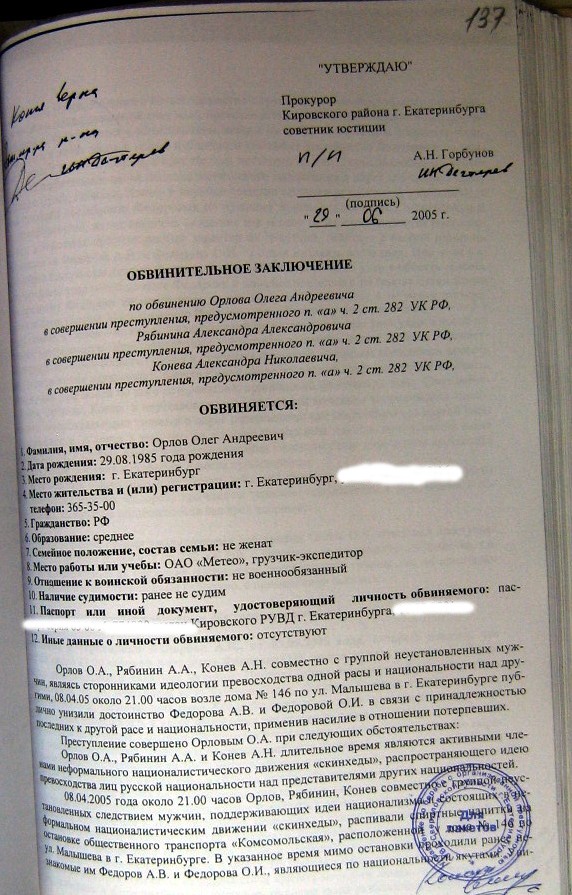 137
"УТВЕРЖДАЮ"
Копия верна
Прокурор
Кировского района г. Екатеринбурга
советник юстиции
п/п А.Н. Горбунов
(подпись)
"29" 06 2005 г.
ОБВИНИТЕЛЬНОЕ ЗАКЛЮЧЕНИЕ
по обвинению Орлова Олега Андреевича
в совершении преступления, предусмотренного п. «а» ч. 2 ст. 282 УК РФ,
Рябинина Александра Александровича
в совершении преступления, предусмотренного п. «а» ч. 2 ст. 282 УК РФ,
Конева Александра Николаевича,
в совершении преступления, предусмотренного п. «а» ч. 2 ст. 282 УК РФ,
ОБВИНЯЕТСЯ:
1. Фамилия, имя, отчество: Орлов Олег Андреевич
2. Дата рождения: 29.08.1985 года рождения
3. Место рождения: г. Екатеринбург
4. Место жительства и (или) регистрации: г. Екатеринбург,
телефон: 365-35-00
5. Гражданство: РФ
6. Образование: среднее
7. Семейное положение, состав семьи: не женат
8. Место работы или учебы: ОАО «Метео», грузчик-экспедитор
9. Отношение к воинской обязанности: не военнообязанный
10. Наличие судимости: ранее не судим
11. Паспорт или иной документ, удостоверяющий личность обвиняемого: пас-
Кировского РУВД г. Екатеринбурга,
12. Иные данные о личности обвиняемого: отсутствуют
Орлов О.А., Рябинин А.А., Конев А.Н. совместно с группой неустановленных муж-
чин, являясь сторонниками идеологии превосходства одной расы и национальности над дру-
гими, 08.04.05 около 21.00 часов возле дома № 146 по ул. Малышева в г. Екатеринбурге пуб-
лично унизили достоинство Федорова А.В. и Федоровой О.И. в связи с принадлежностью
последних к другой расе и национальности, применив насилие в отношении потерпевших.
Преступление совершено Орловым О.А. при следующих обстоятельствах:
Орлов О.А., Рябинин А.А. и Конев А.Н. длительное время являются активными чле-
нами неформального националистического движения «скинхеды», распространяющего идею
превосходства лиц русской национальности над представителями других национальностей.
08.04.2005 года около 21.00 часов Орлов, Рябинин, Конев совместно с группой неус-
тановленных следствием мужчин, поддерживающих идеи национализма и состоящих в не-
формальном националистическом движении «скинхеды», распивали спиртные напитки на
остановке общественного транспорта «Комсомольская», расположенной № 146 по
ул. Малышева в г. Екатеринбурге. В указанное время мимо остановки проходили ранее не-
знакомые им Федоров А.В. и Федорова О.И., являющиеся по национальности якутами.
Для
пакетов